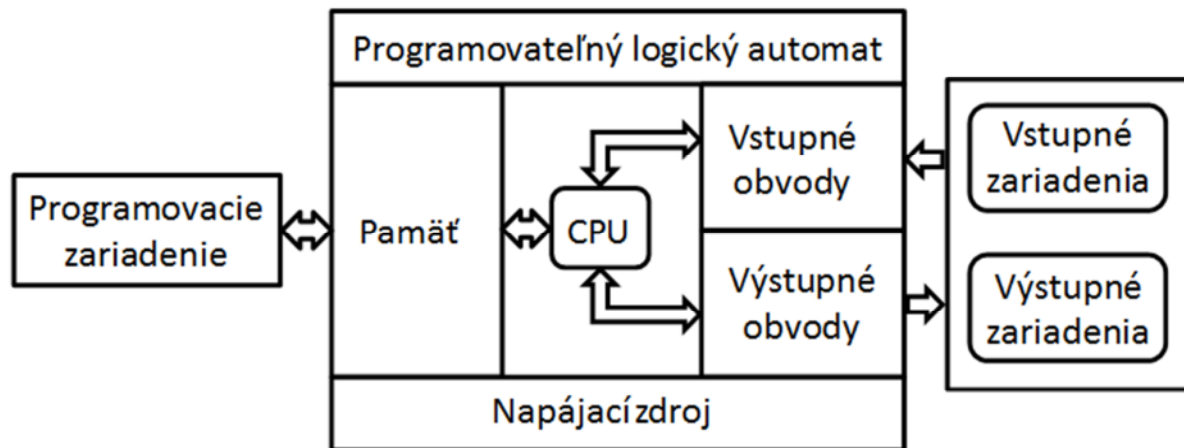 Programovateľný logický automat
Programovacie
zariadenie
Pamäť
CPU
Vstupné
obvody
Výstupné
obvody
Vstupné
zariadenia
Výstupné
zariadenia
Napájací zdroj